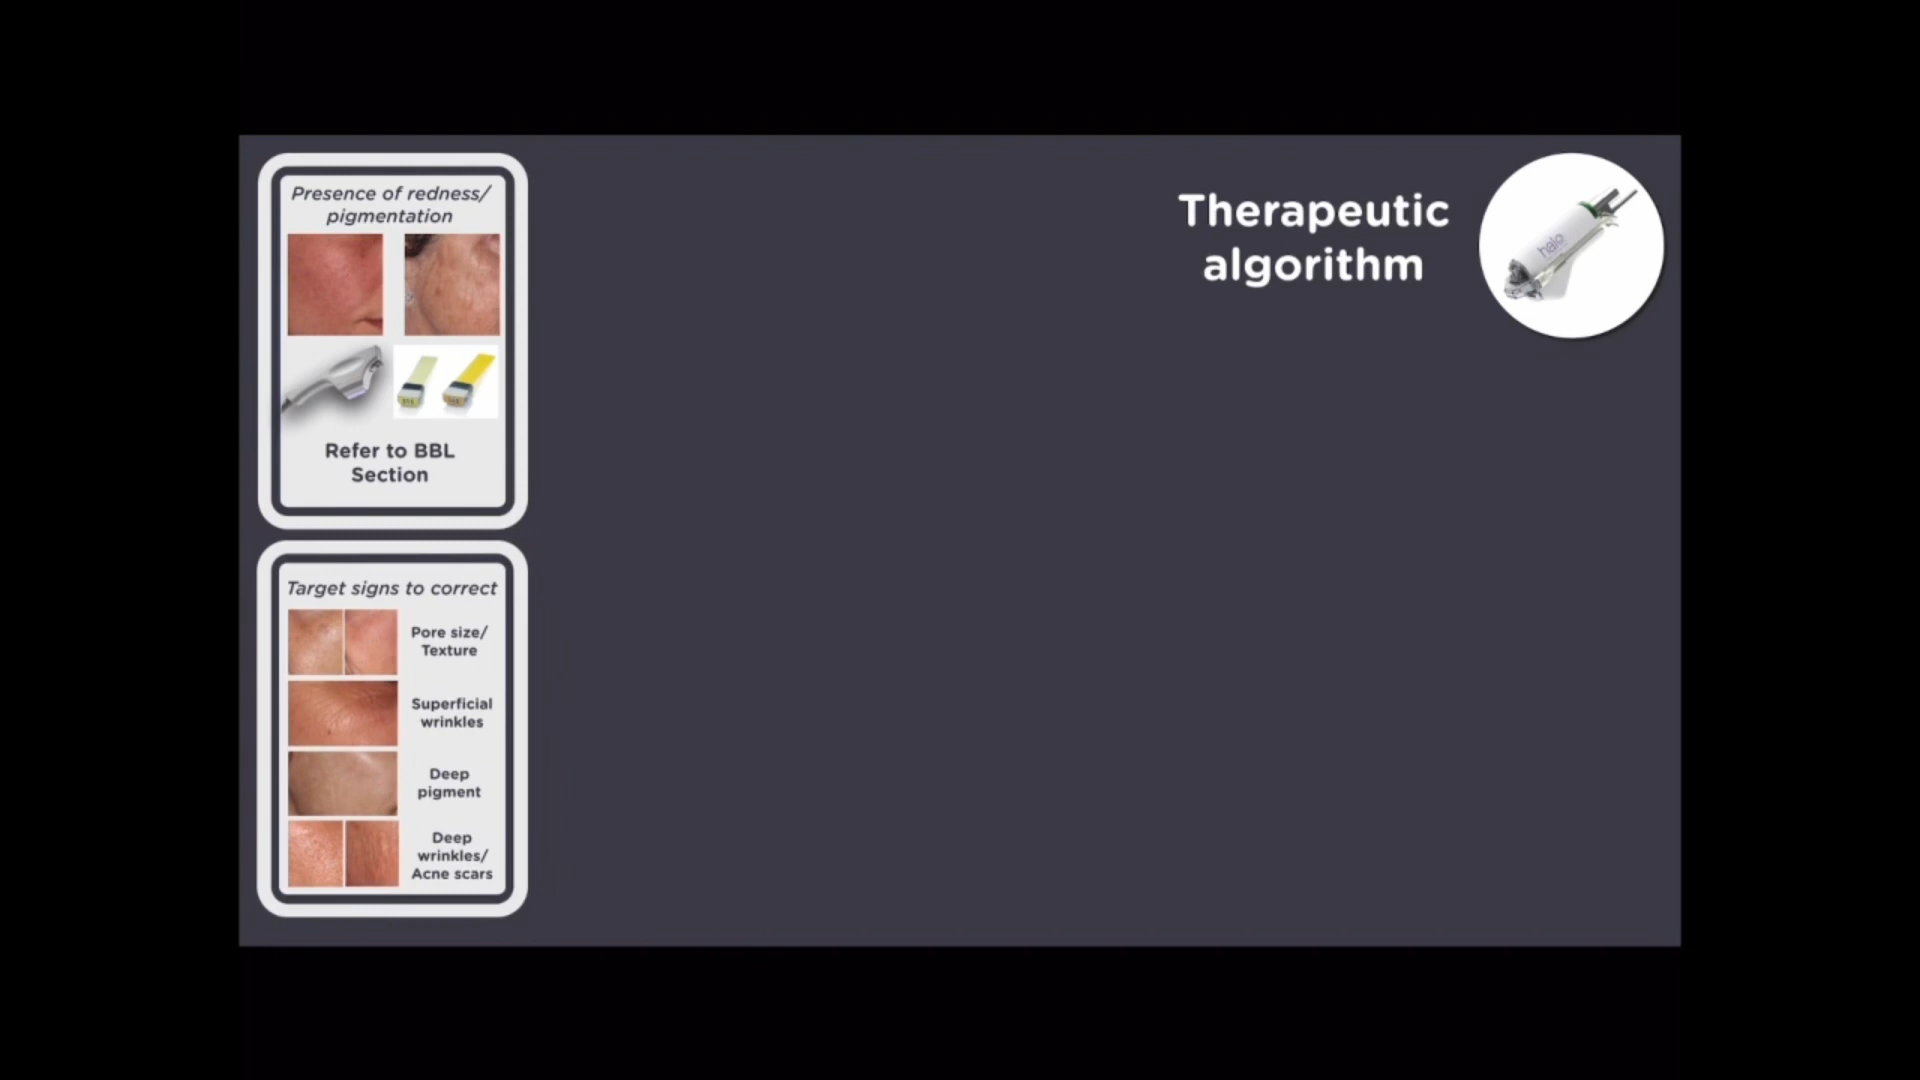 Presence of redness/
pigmentation
Refer to BBL
Section
Target signs to correct
Pore size/
Texture
Superficial
wrinkles
Deep
pigment
Deep
wrinkles/
Acne scars
Therapeutic
algorithm
halo